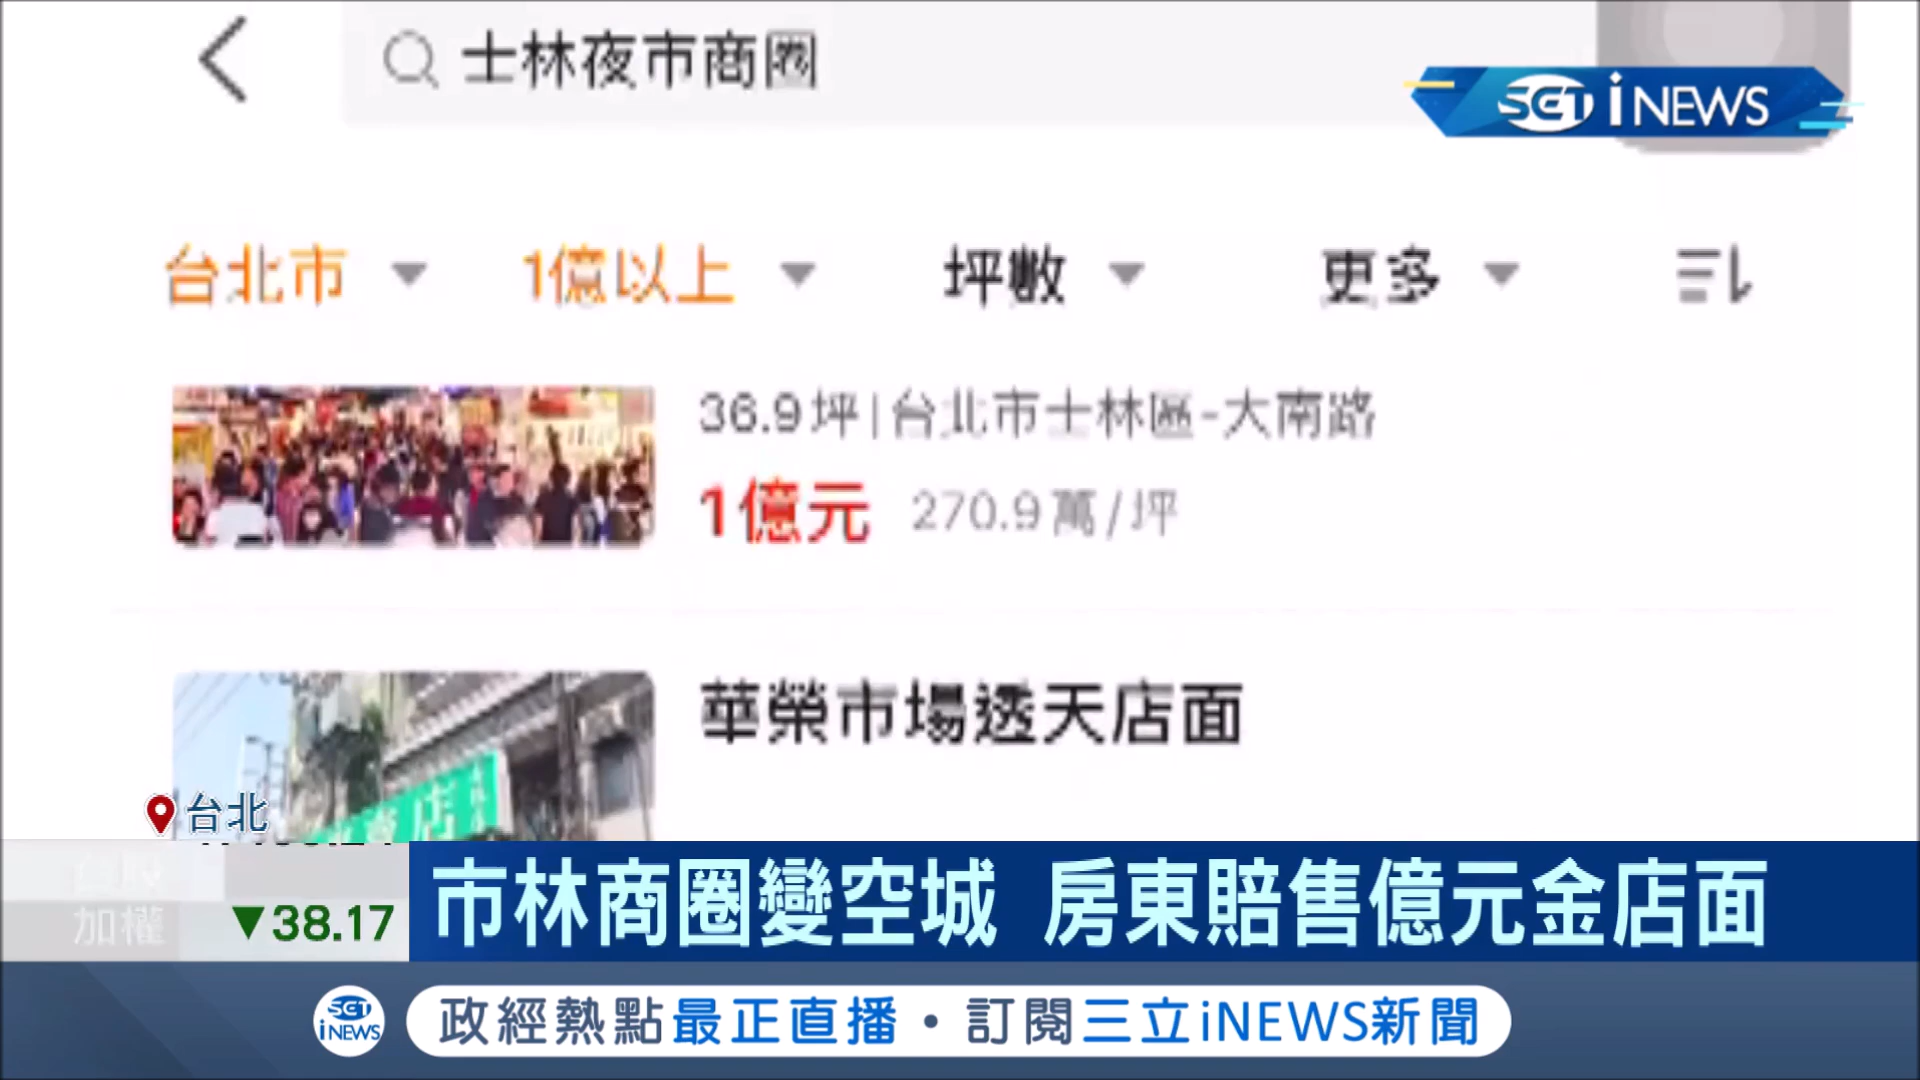 士林夜市商圈
SET iNEWS
台北市 1億以上 坪數 更多
36.9坪|台北市士林區-大南路
1億元 270.9萬/坪
華榮市場透天店面
台北
加權 ▼38.17
市林商圈變空城 房東賠售億元金店面
SET iNEWS 政經熱點最正直播・訂閱三立iNEWS新聞